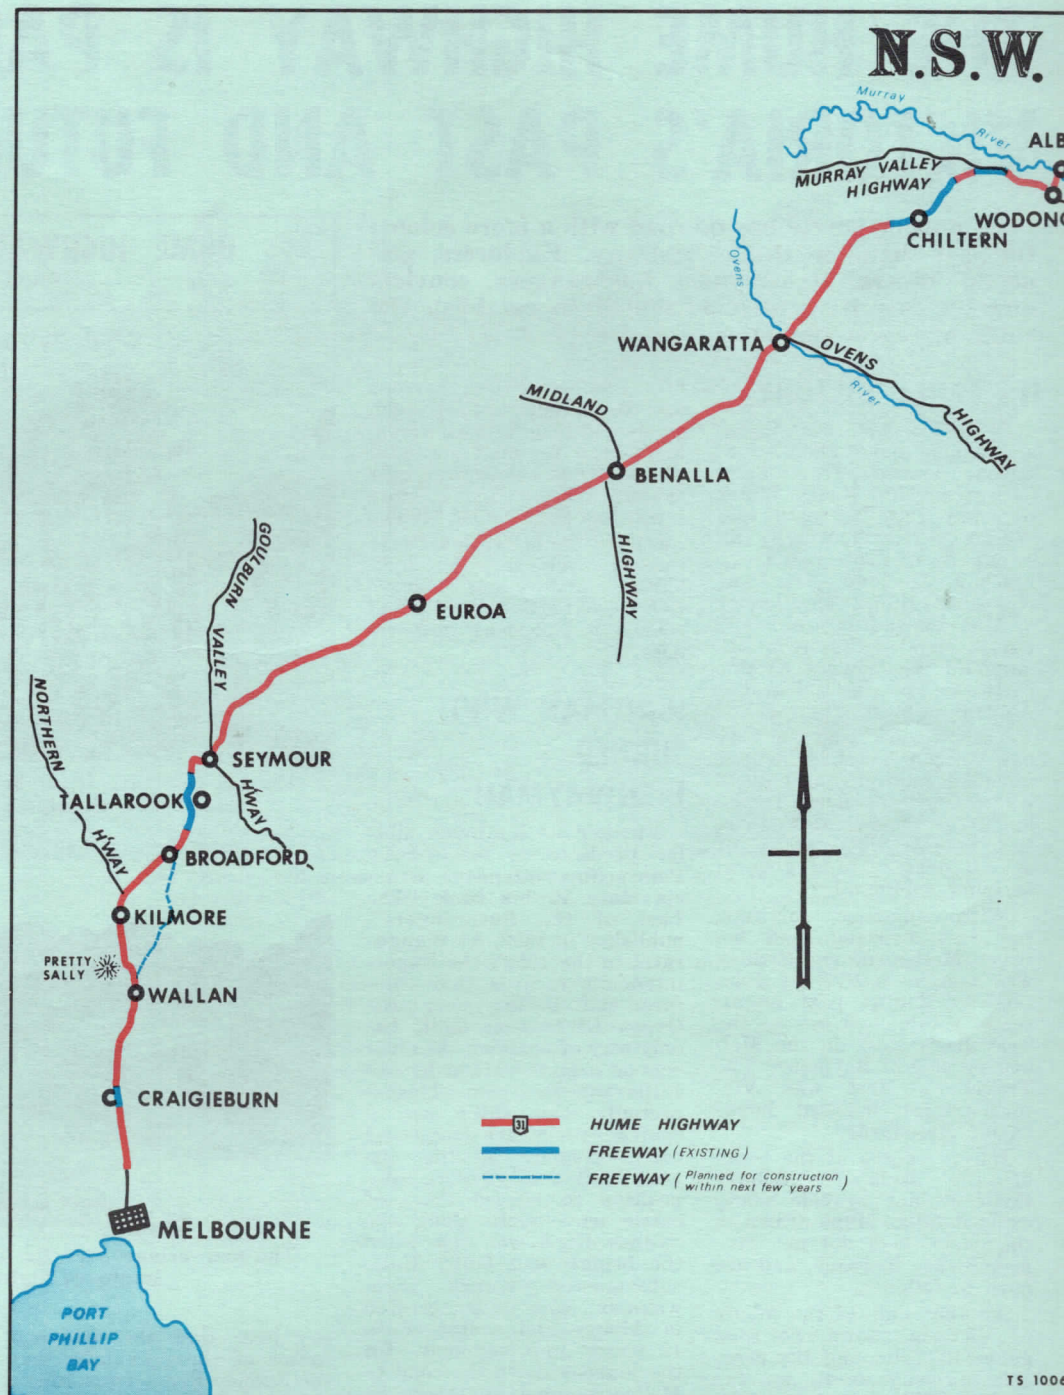 N.S.W.
Murray
River
ALB
MURRAY VALLEY
HIGHWAY
WODONG
CHILTERN
Ovens
WANGARATTA
OVENS
River
HIGHWAY
MIDLAND
BENALLA
HIGHWAY
GOULBURN
EUROA
VALLEY
NORTHERN
SEYMOUR
H'WAY
TALLAROOK
H'WAY
BROADFORD
KILMORE
PRETTY
SALLY
WALLAN
CRAIGIEBURN
31 HUME HIGHWAY
FREEWAY (EXISTING)
FREEWAY (Planned for construction
within next few years)
MELBOURNE
PORT
PHILLIP
BAY
TS 1006